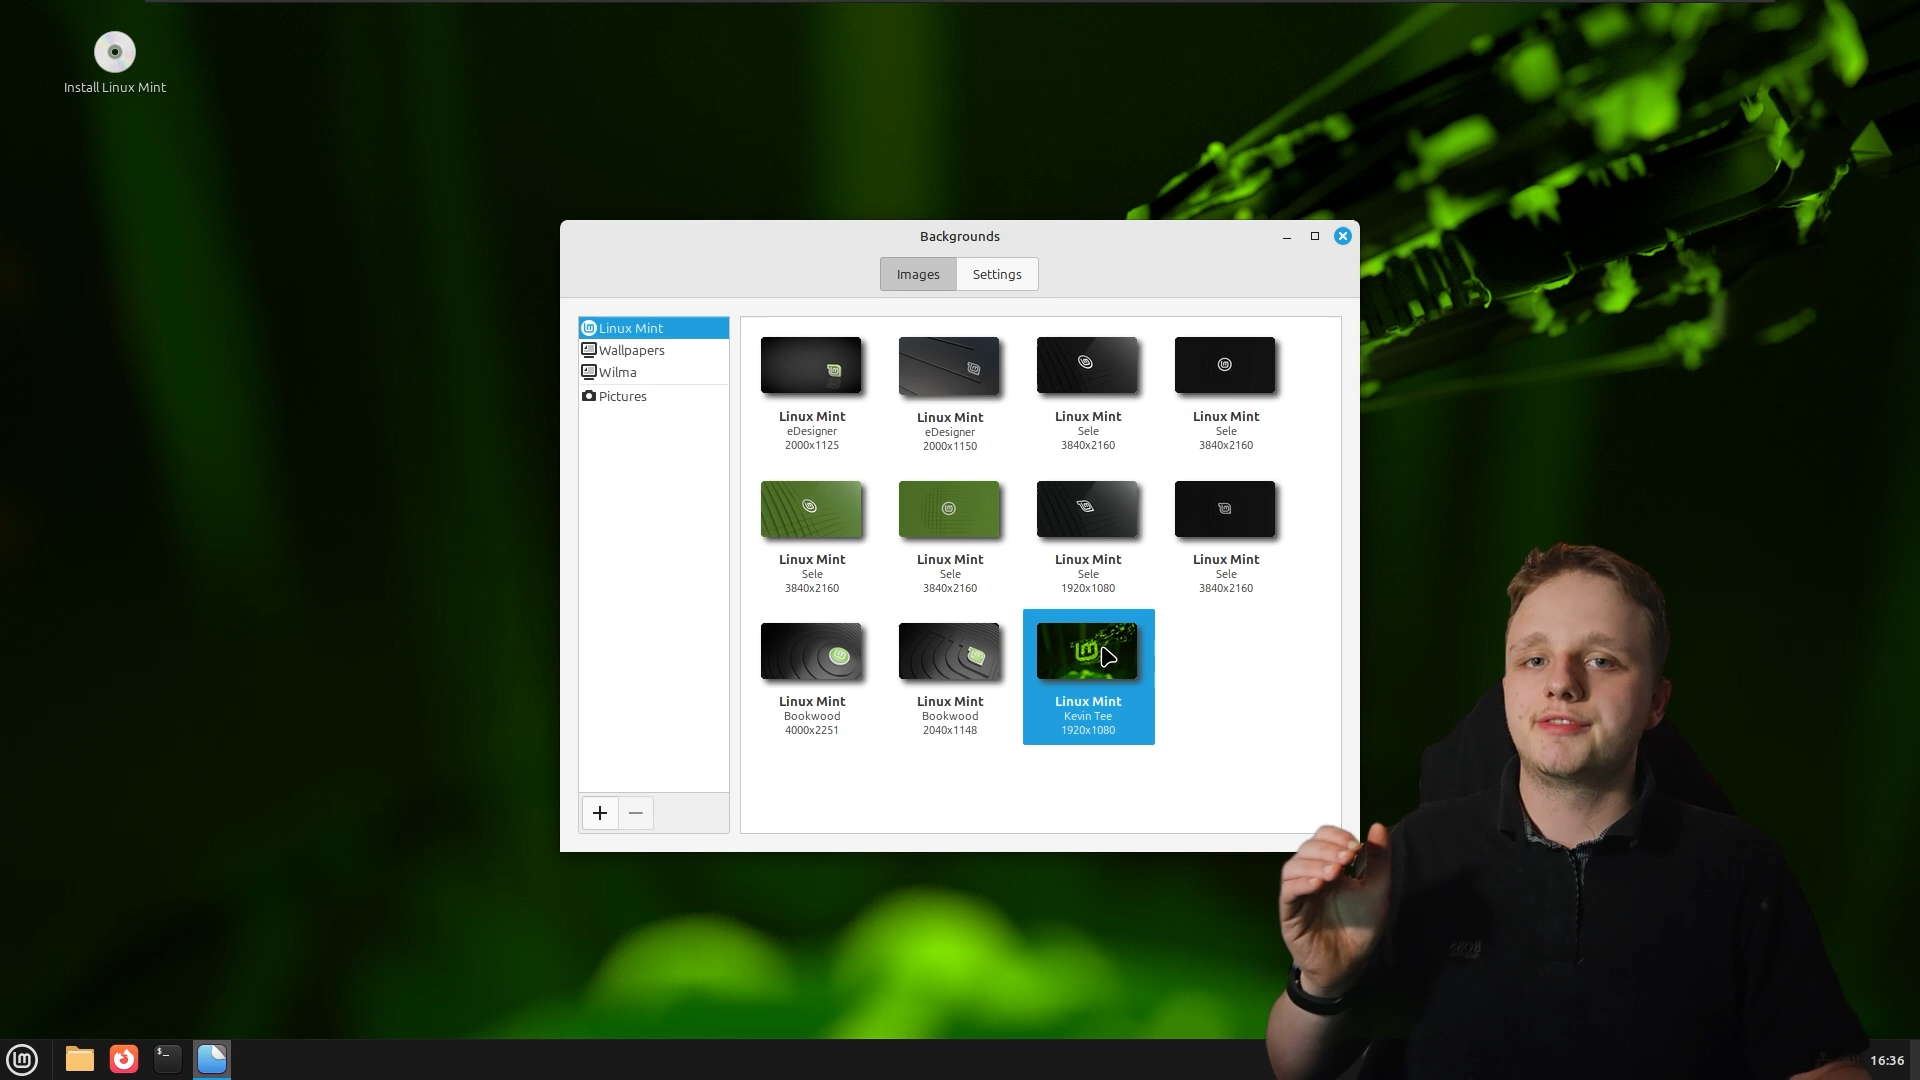 Install Linux Mint
Backgrounds
Images
Settings
Linux Mint
Wallpapers
Wilma
Pictures
Linux Mint
eDesigner
2000x1125
Linux Mint
eDesigner
2000x1150
Linux Mint
Sele
3840x2160
Linux Mint
Sele
3840x2160
Linux Mint
Sele
3840x2160
Linux Mint
Sele
3840x2160
Linux Mint
Sele
1920x1080
Linux Mint
Sele
3840x2160
Linux Mint
Bookwood
4000x2251
Linux Mint
Bookwood
2040x1148
Linux Mint
Kevin Tee
1920x1080
$_
16:36